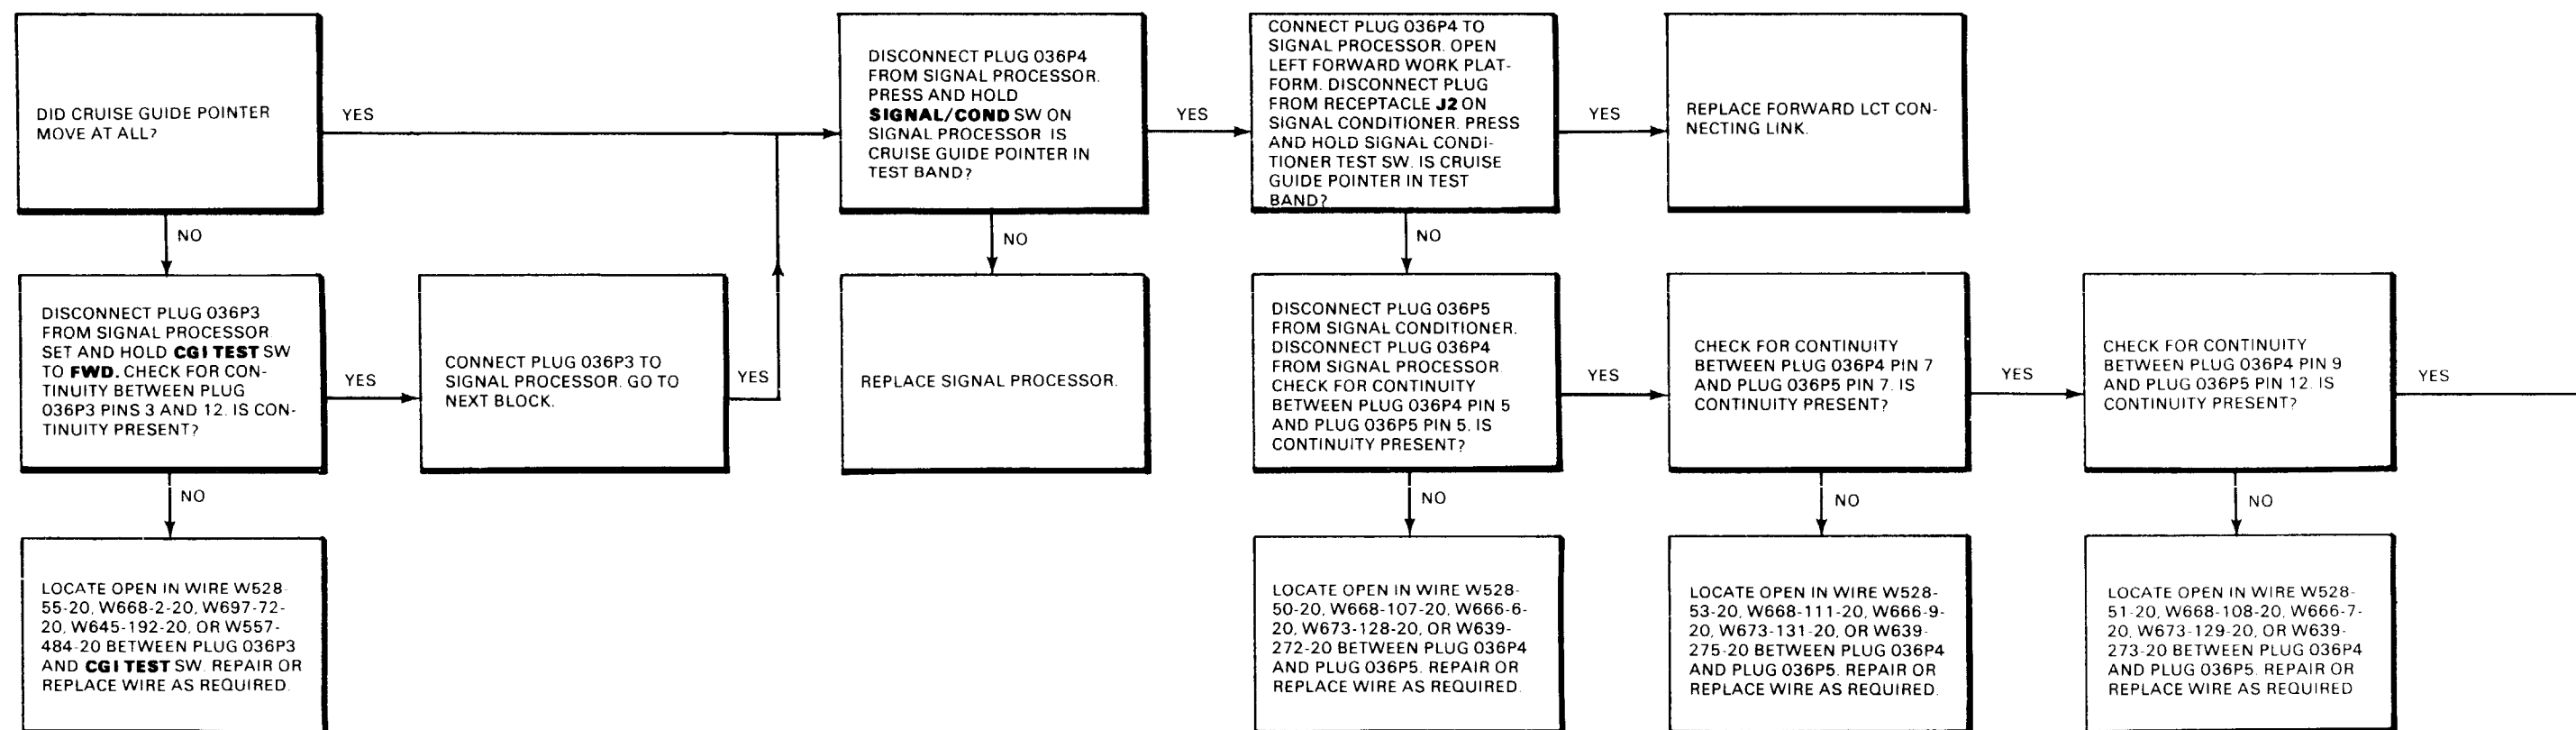 DID CRUISE GUIDE POINTER
MOVE AT ALL?
YES
NO
DISCONNECT PLUG 036P3
FROM SIGNAL PROCESSOR
SET AND HOLD CGI TEST SW
TO FWD. CHECK FOR CON-
TINUITY BETWEEN PLUG
036P3 PINS 3 AND 12. IS CON-
TINUITY PRESENT?
YES
NO
LOCATE OPEN IN WIRE W528-
55-20, W668-2-20, W697-72-
20, W645-192-20, OR W557-
484-20 BETWEEN PLUG 036P3
AND CGI TEST SW. REPAIR OR
REPLACE WIRE AS REQUIRED.
CONNECT PLUG 036P3 TO
SIGNAL PROCESSOR. GO TO
NEXT BLOCK.
YES
DISCONNECT PLUG 036P4
FROM SIGNAL PROCESSOR.
PRESS AND HOLD
SIGNAL/COND SW ON
SIGNAL PROCESSOR IS
CRUISE GUIDE POINTER IN
TEST BAND?
YES
NO
REPLACE SIGNAL PROCESSOR.
CONNECT PLUG 036P4 TO
SIGNAL PROCESSOR. OPEN
LEFT FORWARD WORK PLAT-
FORM. DISCONNECT PLUG
FROM RECEPTACLE J2 ON
SIGNAL CONDITIONER. PRESS
AND HOLD SIGNAL CONDI-
TIONER TEST SW. IS CRUISE
GUIDE POINTER IN TEST
BAND?
YES
NO
REPLACE FORWARD LCT CON-
NECTING LINK.
DISCONNECT PLUG 036P5
FROM SIGNAL CONDITIONER.
DISCONNECT PLUG 036P4
FROM SIGNAL PROCESSOR
CHECK FOR CONTINUITY
BETWEEN PLUG 036P4 PIN 5
AND PLUG 036P5 PIN 5. IS
CONTINUITY PRESENT?
YES
NO
LOCATE OPEN IN WIRE W528-
50-20, W668-107-20, W666-6-
20, W673-128-20, OR W639-
272-20 BETWEEN PLUG 036P4
AND PLUG 036P5. REPAIR OR
REPLACE WIRE AS REQUIRED.
CHECK FOR CONTINUITY
BETWEEN PLUG 036P4 PIN 7
AND PLUG 036P5 PIN 7. IS
CONTINUITY PRESENT?
YES
NO
LOCATE OPEN IN WIRE W528-
53-20, W668-111-20, W666-9-
20, W673-131-20, OR W639-
275-20 BETWEEN PLUG 036P4
AND PLUG 036P5. REPAIR OR
REPLACE WIRE AS REQUIRED.
CHECK FOR CONTINUITY
BETWEEN PLUG 036P4 PIN 9
AND PLUG 036P5 PIN 12. IS
CONTINUITY PRESENT?
YES
NO
LOCATE OPEN IN WIRE W528-
51-20, W668-108-20, W666-7-
20, W673-129-20, OR W639-
273-20 BETWEEN PLUG 036P4
AND PLUG 036P5. REPAIR OR
REPLACE WIRE AS REQUIRED